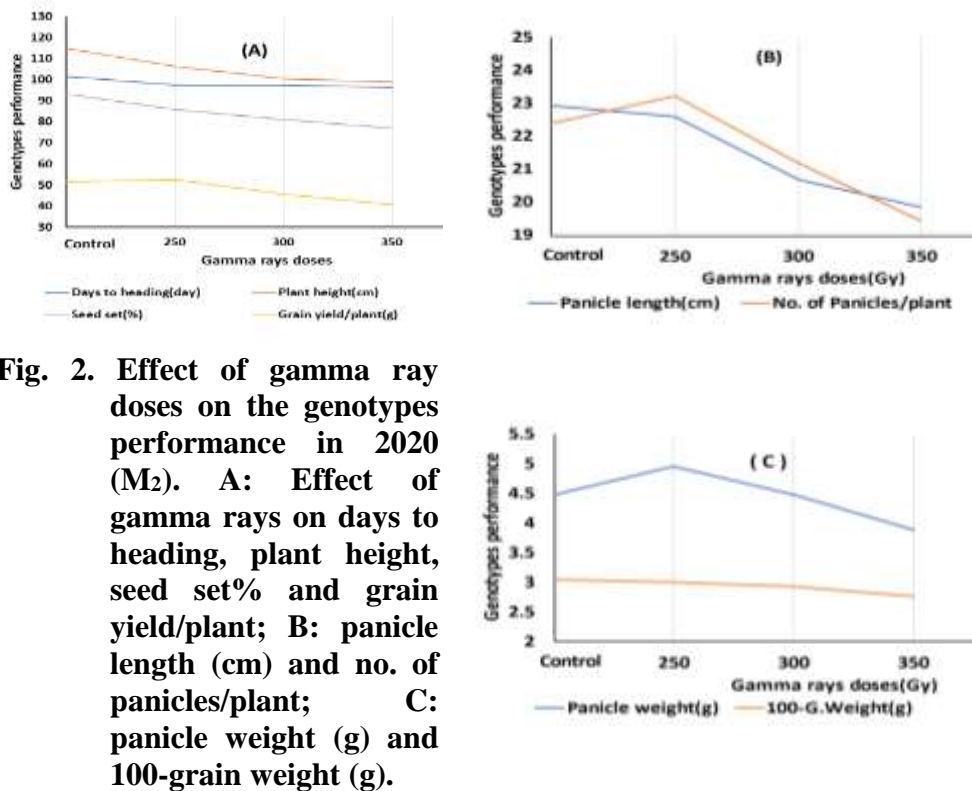 130
120
110
100
90
80
70
60
50
40
30
Genotypes performance
(A)
Control 250 300 350
Gamma rays doses
Days to heading(day) Plant height(cm)
Seed set(%) Grain yield/plant(g)
25
24
23
22
21
20
19
Genotypes performance
(B)
Control 250 300 350
Gamma rays doses(Gy)
Panicle length(cm) No. of Panicles/plant
Fig. 2. Effect of gamma ray
doses on the genotypes
performance in 2020
(M2). A: Effect of
gamma rays on days to
heading, plant height,
seed set% and grain
yield/plant; B: panicle
length (cm) and no. of
panicles/plant; C:
panicle weight (g) and
100-grain weight (g).
5.5
5
4.5
4
3.5
3
2.5
2
Genotypes performance
( C )
Control 250 300 350
Gamma rays doses(Gy)
Panicle weight(g) 100-G.Weight(g)